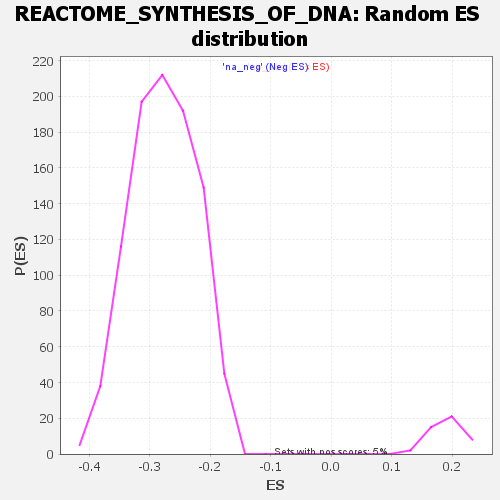 REACTOME_SYNTHESIS_OF_DNA: Random ES
distribution
'na_neg' (Neg ES) ES)
220
200
180
160
140
120
100
80
60
40
20
0
P(ES)
Sets with pos scores: 5%
-0.4 -0.3 -0.2 -0.1 0.0 0.1 0.2
ES